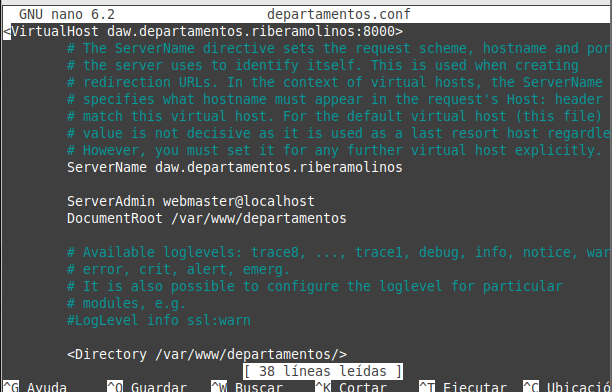 GNU nano 6.2 departamentos.conf
<VirtualHost daw.departamentos.riberamolinos:8000>
# The ServerName directive sets the request scheme, hostname and por
# the server uses to identify itself. This is used when creating
# redirection URLs. In the context of virtual hosts, the ServerName
# specifies what hostname must appear in the request's Host: header
# match this virtual host. For the default virtual host (this file)
# value is not decisive as it is used as a last resort host regardle
# However, you must set it for any further virtual host explicitly.
ServerName daw.departamentos.riberamolinos
ServerAdmin webmaster@localhost
DocumentRoot /var/www/departamentos
# Available loglevels: trace8, ..., trace1, debug, info, notice, war
# error, crit, alert, emerg.
# It is also possible to configure the loglevel for particular
# modules, e.g.
#LogLevel info ssl:warn
<Directory /var/www/departamentos/>
[ 38 líneas leídas ]
^G Ayuda ^O Guardar ^W Buscar ^K Cortar ^T Ejecutar ^C Ubicació